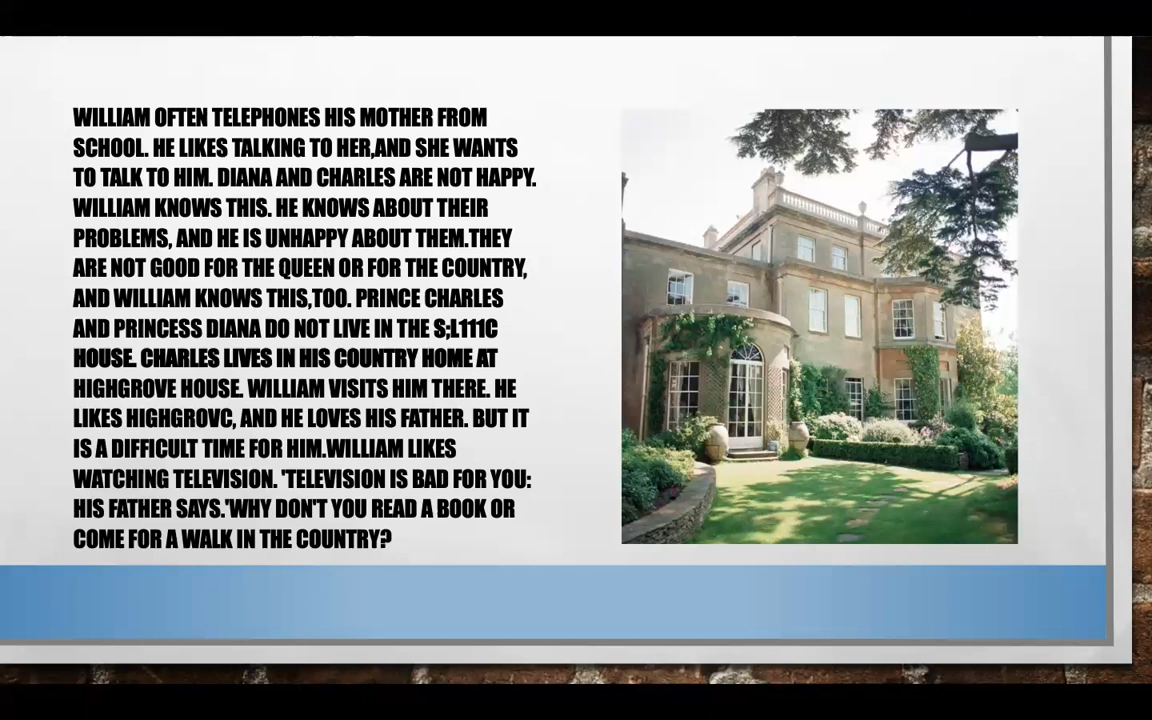 WILLIAM OFTEN TELEPHONES HIS MOTHER FROM
SCHOOL. HE LIKES TALKING TO HER,AND SHE WANTS
TO TALK TO HIM. DIANA AND CHARLES ARE NOT HAPPY.
WILLIAM KNOWS THIS. HE KNOWS ABOUT THEIR
PROBLEMS, AND HE IS UNHAPPY ABOUT THEM.THEY
ARE NOT GOOD FOR THE QUEEN OR FOR THE COUNTRY,
AND WILLIAM KNOWS THIS,TOO. PRINCE CHARLES
AND PRINCESS DIANA DO NOT LIVE IN THE S;L111C
HOUSE. CHARLES LIVES IN HIS COUNTRY HOME AT
HIGHGROVE HOUSE. WILLIAM VISITS HIM THERE. HE
LIKES HIGHGROVC, AND HE LOVES HIS FATHER. BUT IT
IS A DIFFICULT TIME FOR HIM.WILLIAM LIKES
WATCHING TELEVISION. 'TELEVISION IS BAD FOR YOU:
HIS FATHER SAYS.'WHY DON'T YOU READ A BOOK OR
COME FOR A WALK IN THE COUNTRY?